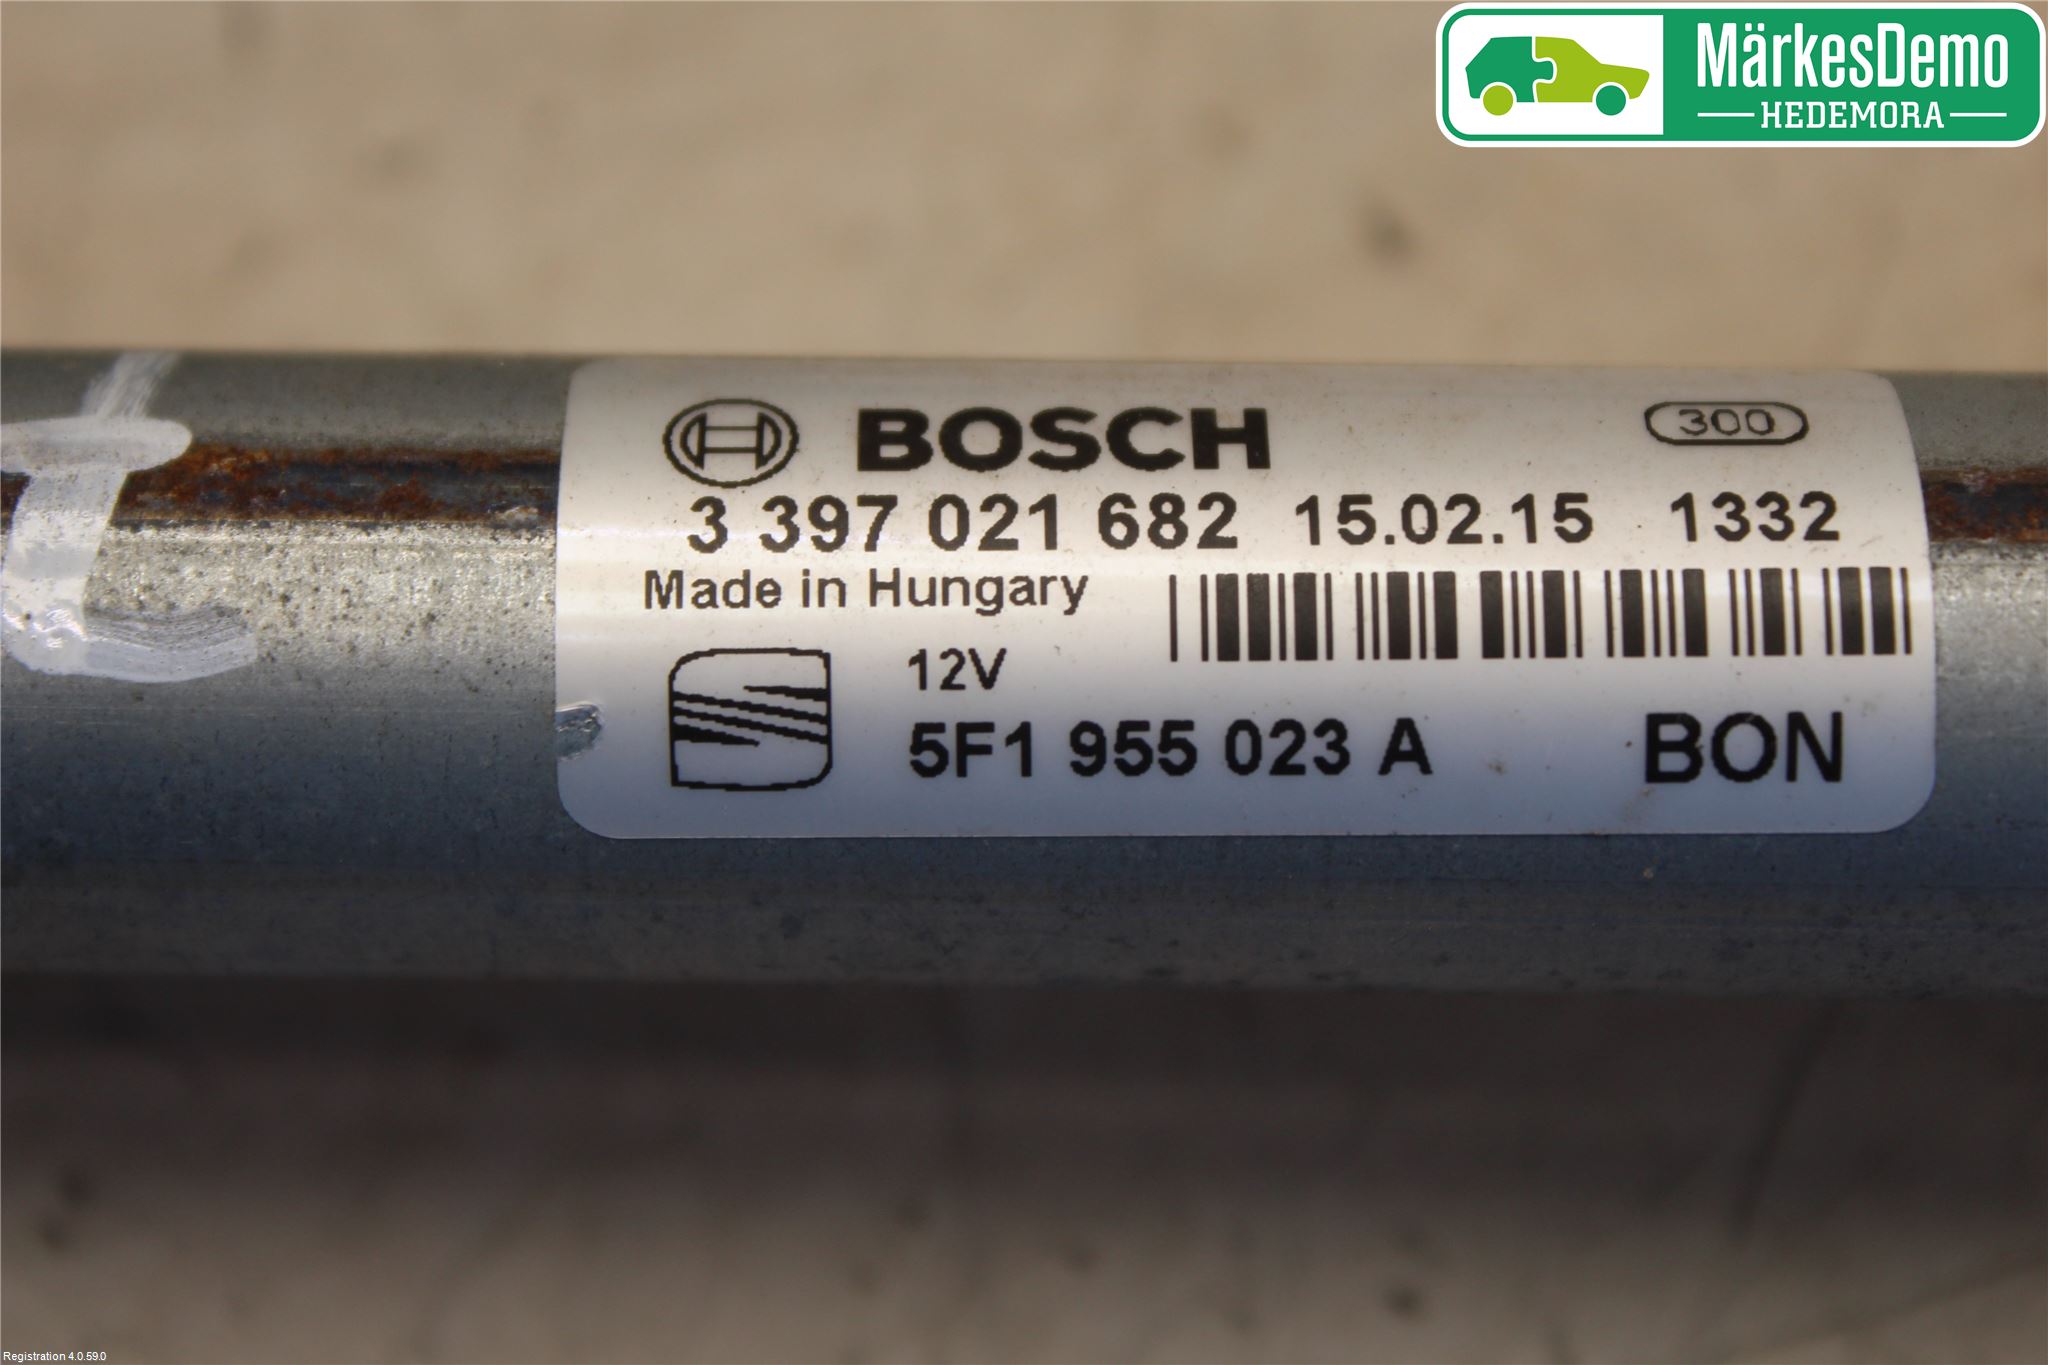 MärkesDemo
HEDEMORA
BOSCH
300
3 397 021 682 15.02.15 1332
Made in Hungary
12V
5F1 955 023 A BON
Registration 4.0.59.0